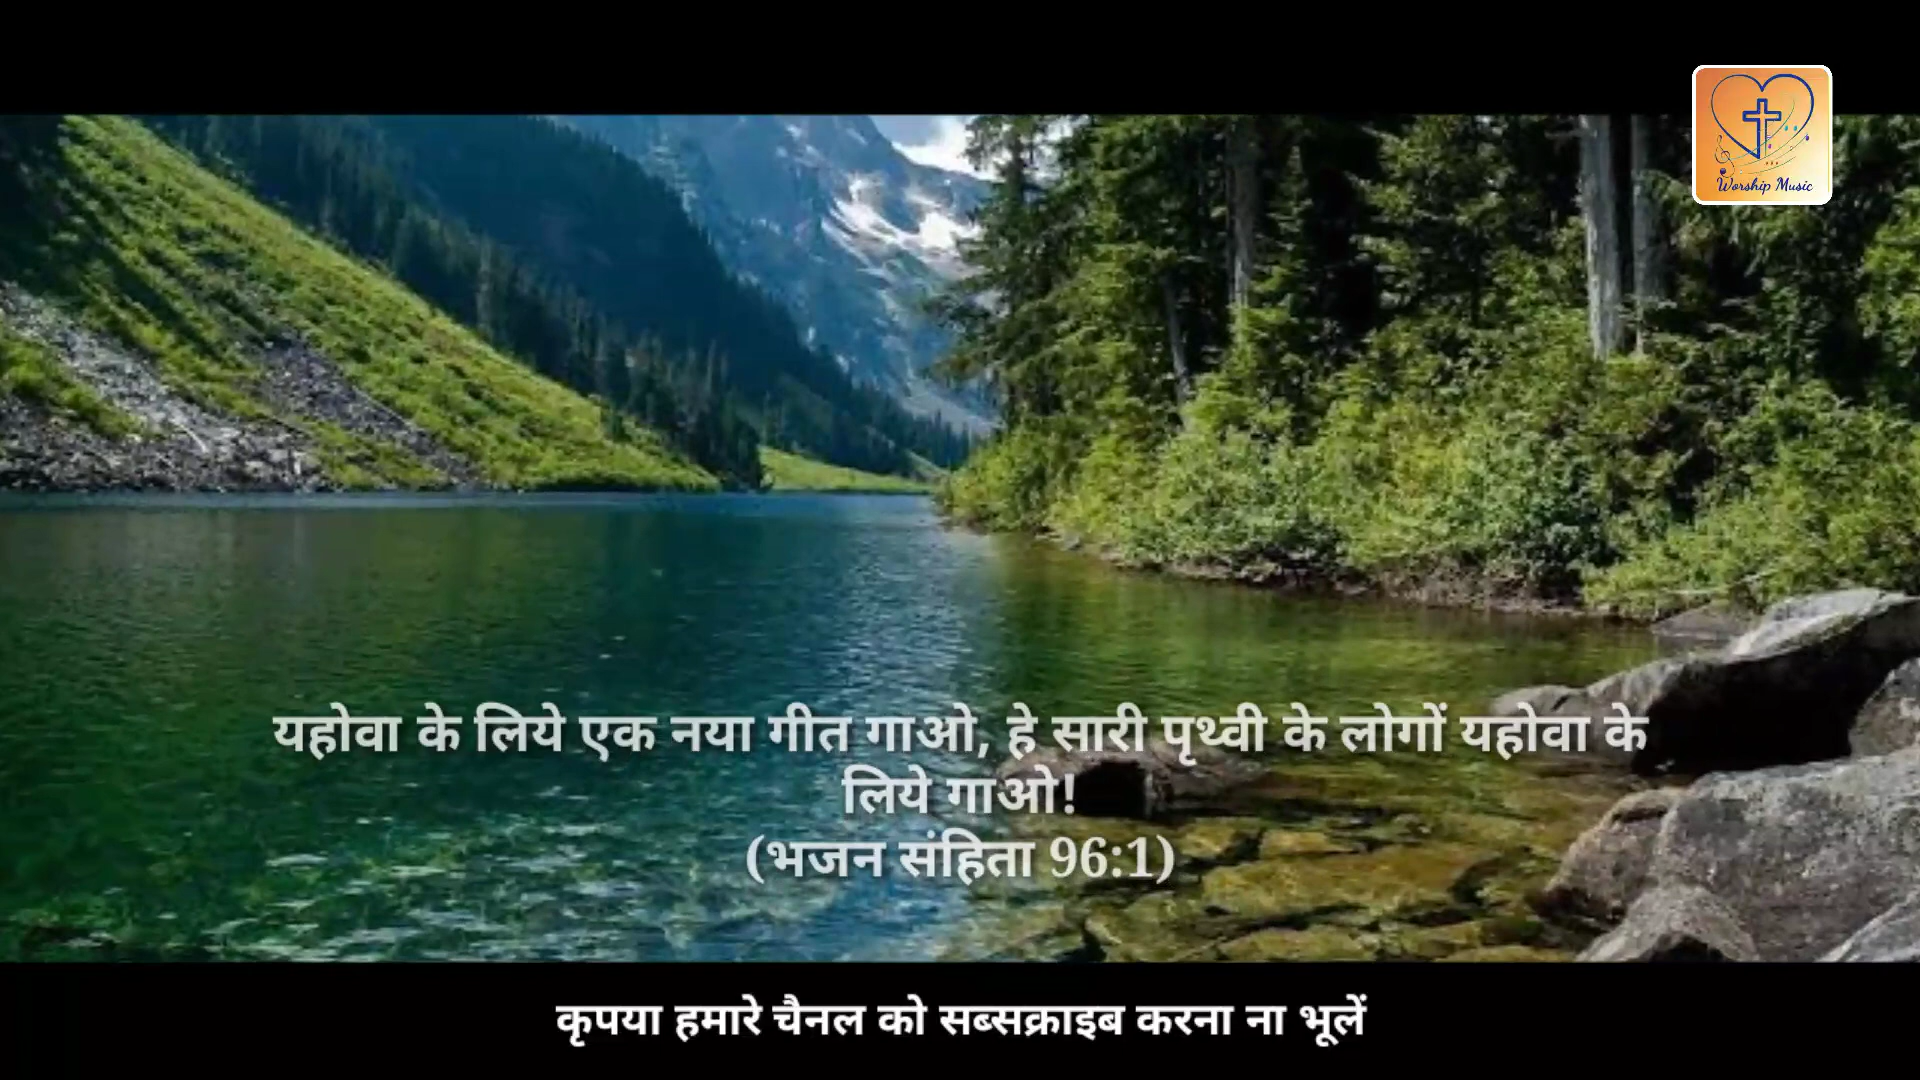 Worship Music
यहोवा के लिये एक नया गीत गाओ, हे सारी पृथ्वी के लोगों यहोवा के
लिये गाओ!
(भजन संहिता 96:1)
कृपया हमारे चैनल को सब्सक्राइब करना ना भूलें